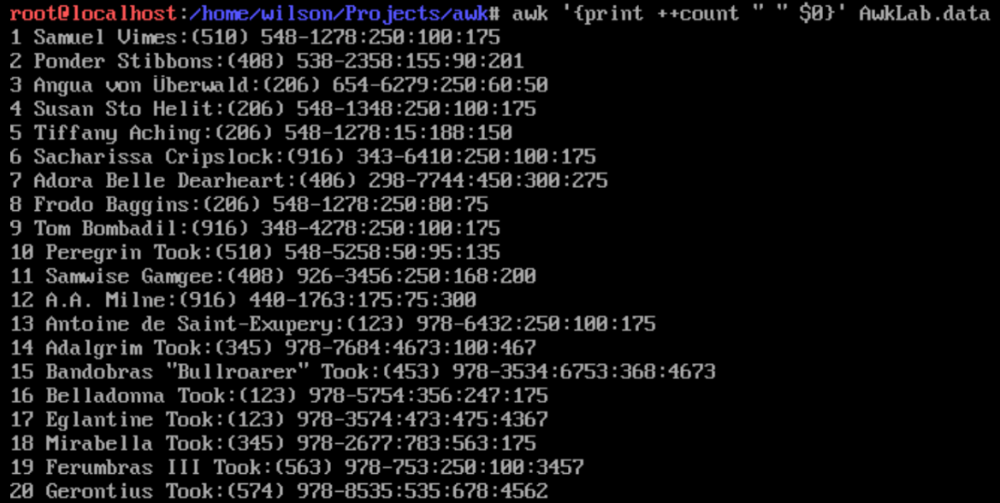 root@localhost:/home/wilson/Projects/awk# awk '{print ++count " " $0}' AwkLab.data
1 Samuel Vimes:(510) 548-1278:250:100:175
2 Ponder Stibbons:(408) 538-2358:155:90:201
3 Angua von Überwald:(206) 654-6279:250:60:50
4 Susan Sto Helit:(206) 548-1348:250:100:175
5 Tiffany Aching:(206) 548-1278:15:188:150
6 Sacharissa Cripslock:(916) 343-6410:250:100:175
7 Adora Belle Dearheart:(406) 298-7744:450:300:275
8 Frodo Baggins:(206) 548-1278:250:80:75
9 Tom Bombadil:(916) 348-4278:250:100:175
10 Peregrin Took:(510) 548-5258:50:95:135
11 Samwise Gamgee:(408) 926-3456:250:168:200
12 A.A. Milne:(916) 440-1763:175:75:300
13 Antoine de Saint-Exupery:(123) 978-6432:250:100:175
14 Adalgrim Took:(345) 978-7684:4673:100:467
15 Bandobras "Bullroarer" Took:(453) 978-3534:6753:368:4673
16 Belladonna Took:(123) 978-5754:356:247:175
17 Eglantine Took:(123) 978-3574:473:475:4367
18 Mirabella Took:(345) 978-2677:783:563:175
19 Ferumbras III Took:(563) 978-753:250:100:3457
20 Gerontius Took:(574) 978-8535:535:678:4562